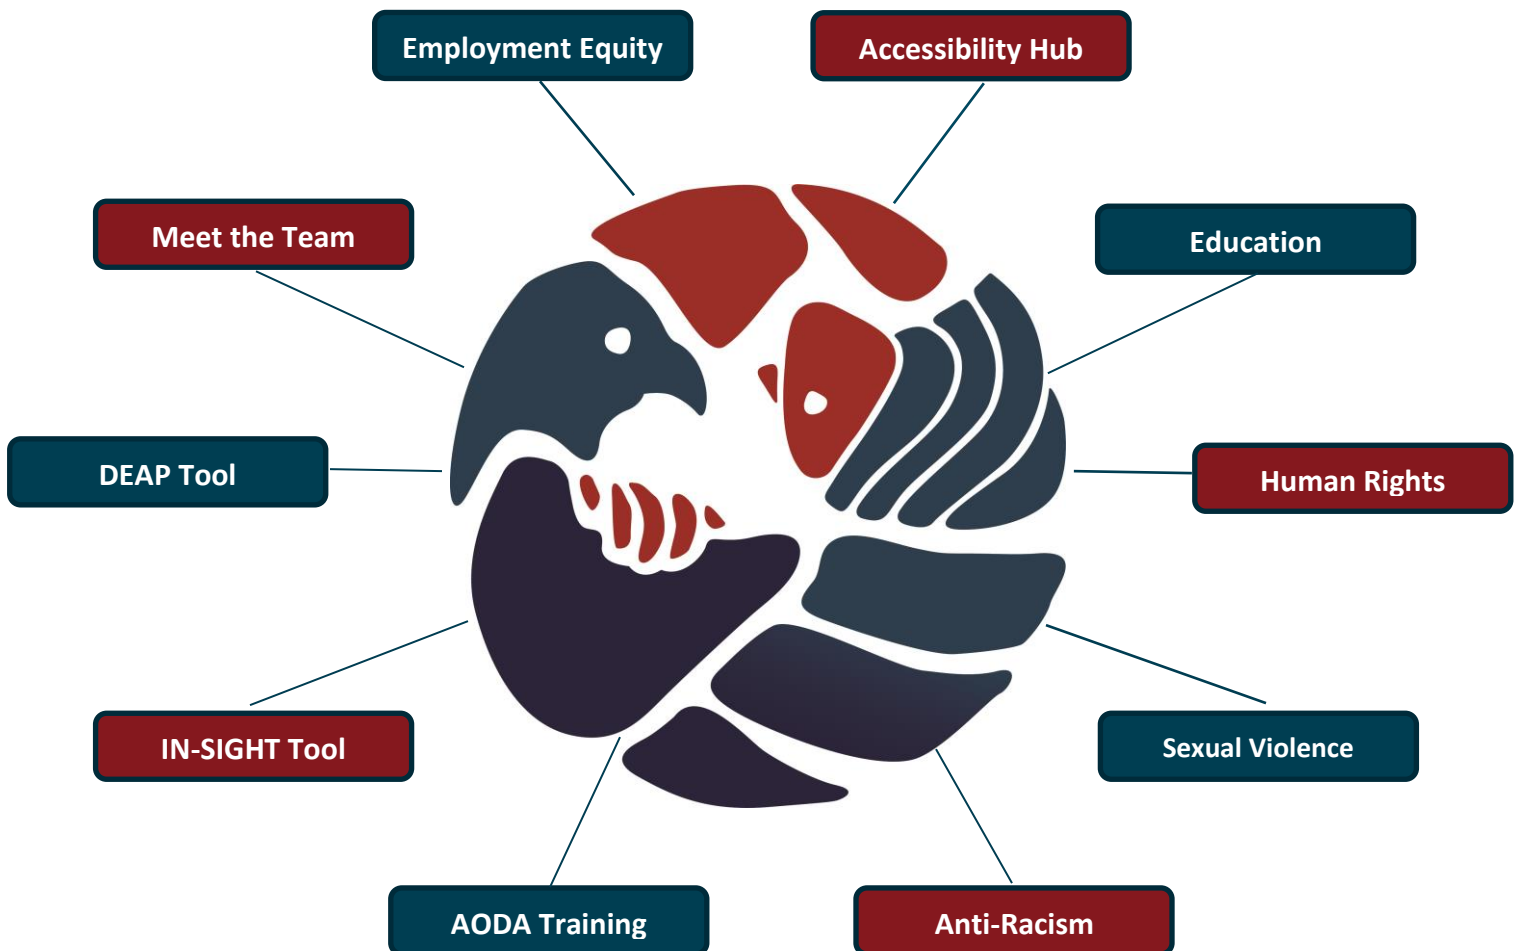 Employment Equity
Accessibility Hub
Meet the Team
Education
DEAP Tool
Human Rights
IN-SIGHT Tool
Sexual Violence
AODA Training
Anti-Racism